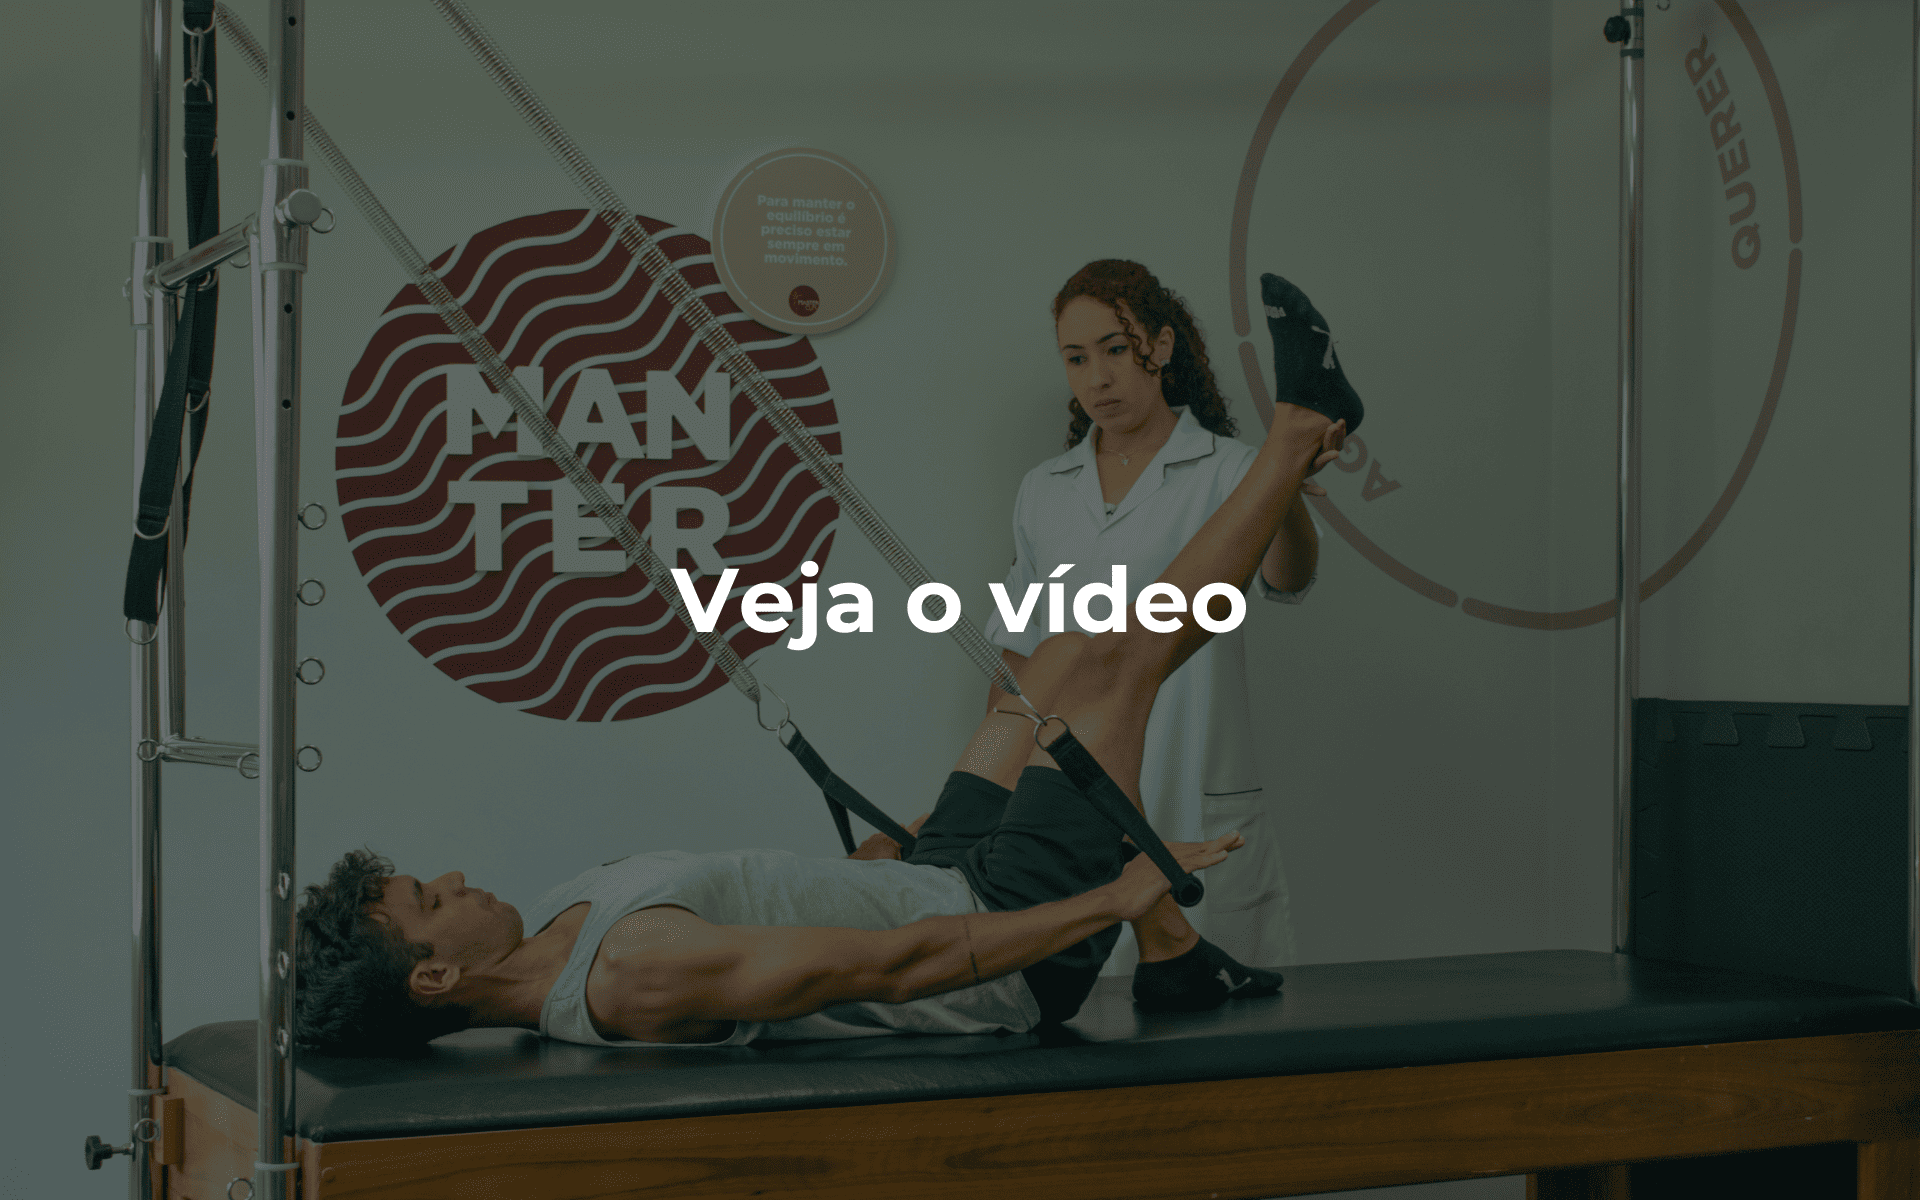 Para manter o
equilíbrio é
preciso estar
sempre em
movimento.
MAN
TER
QUERER
AG
Veja o vídeo